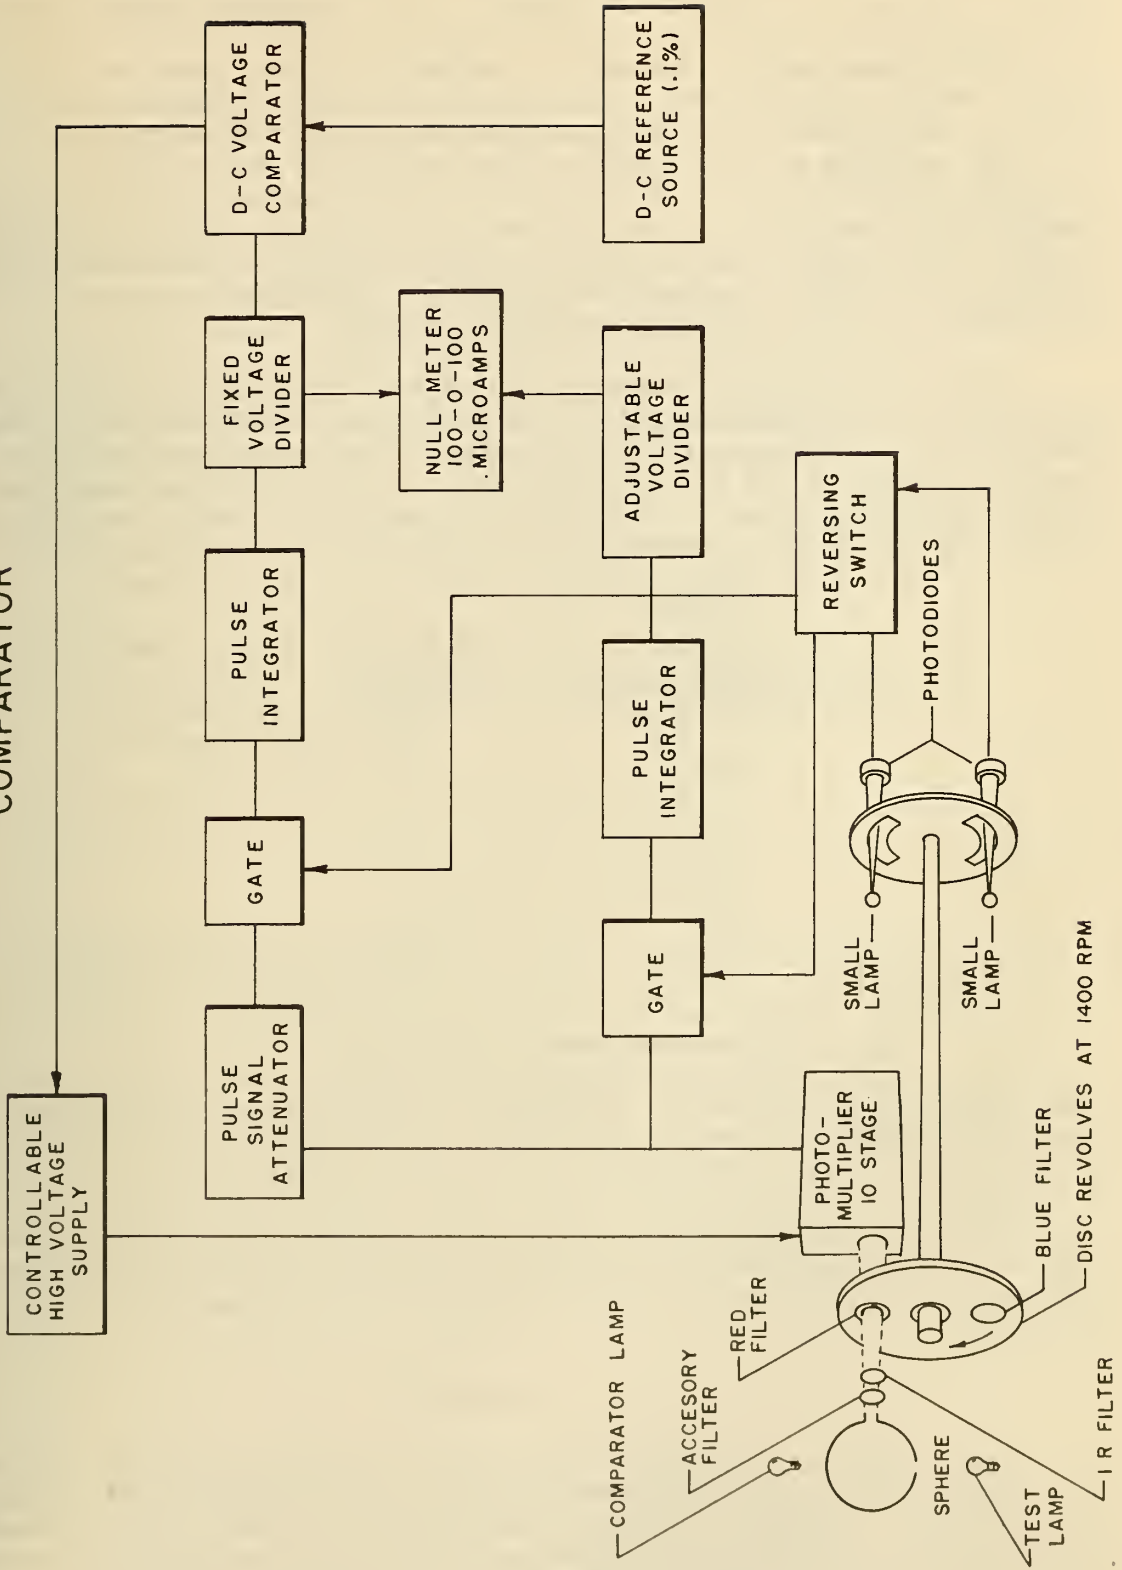 COMPARATOR
CONTROLLABLE
HIGH VOLTAGE
SUPPLY
PULSE
SIGNAL
ATTENUATOR
GATE
PULSE
INTEGRATOR
FIXED
VOLTAGE
DIVIDER
D-C VOLTAGE
COMPARATOR
NULL METER
100-0-100
.MICROAMPS
GATE
PULSE
INTEGRATOR
ADJUSTABLE
VOLTAGE
DIVIDER
D-C REFERENCE
SOURCE (.1%)
COMPARATOR LAMP
ACCESORY
FILTER
RED
FILTER
PHOTO-
MULTIPLIER
10 STAGE
REVERSING
SWITCH
SMALL
LAMP
SMALL
LAMP
PHOTODIODES
SPHERE
TEST
LAMP
I R FILTER
BLUE FILTER
DISC REVOLVES AT 1400 RPM